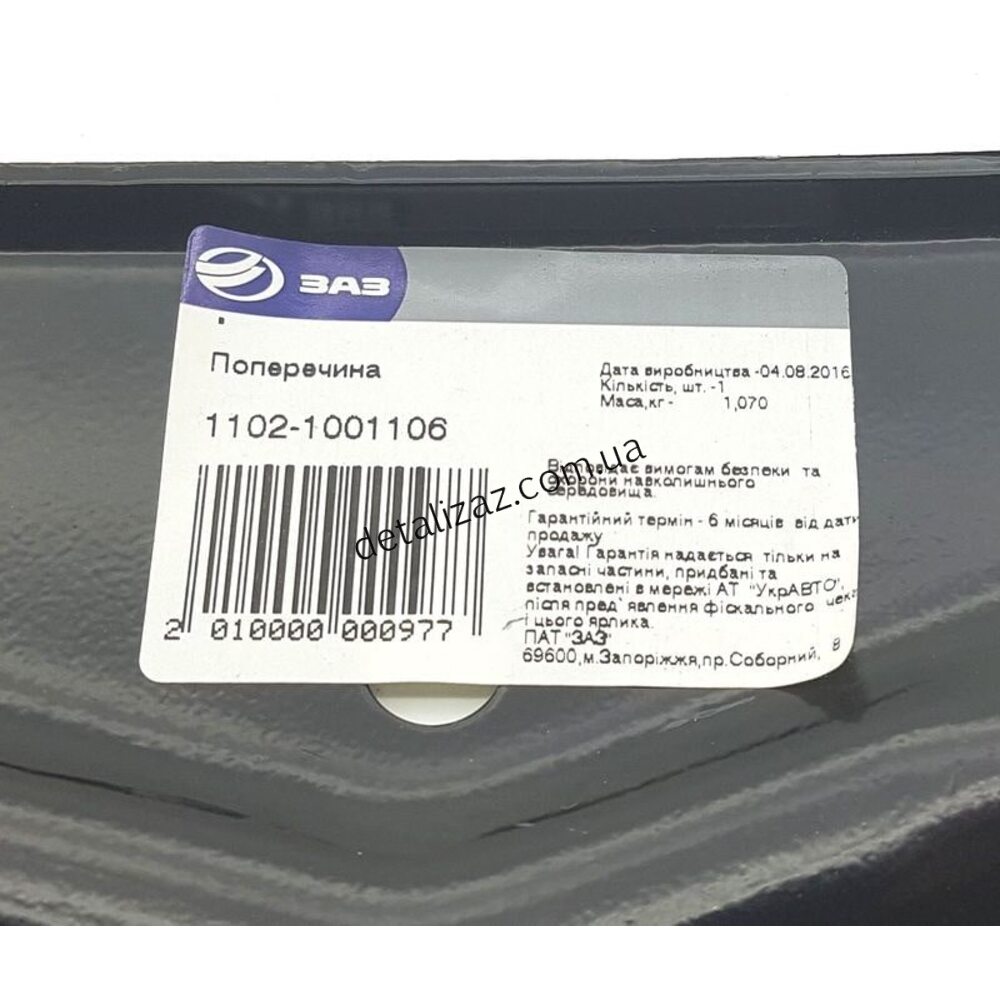 ЗАЗ
в
Поперечина
1102-1001106
2 010000 000977
Дата виробництва -04.08.2016
Кількість, шт. -1
Маса,кг - 1,070
Відповідає вимогам безпеки та
охорони навколишнього
середовища.
Гарантійний термін - 6 місяців від дати
продажу
Увага! Гарантія надається тільки на
запасні частини, придбані та
встановлені в мережі АТ "УкрАВТО",
після пред`явлення фіскального чека
і цього ярлика.
ПАТ "ЗАЗ"
69600,м.Запоріжжя,пр.Соборний, 8
detalizaz.com.ua